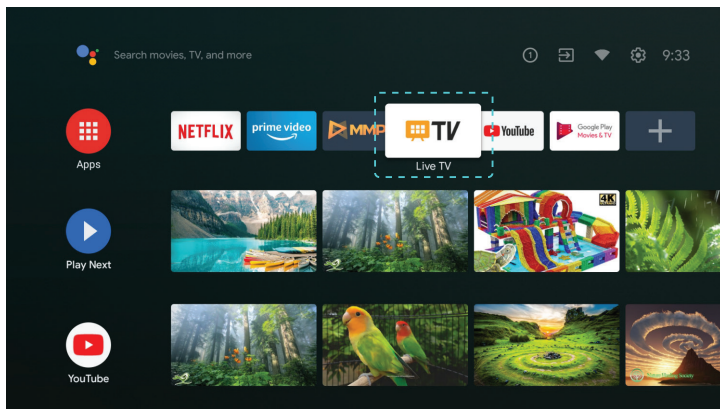 Search movies, TV, and more
1
9:33
Apps
NETFLIX
prime video
MMP
TV
YouTube
Google Play
Movies & TV
Live TV
Play Next
4K
YouTube